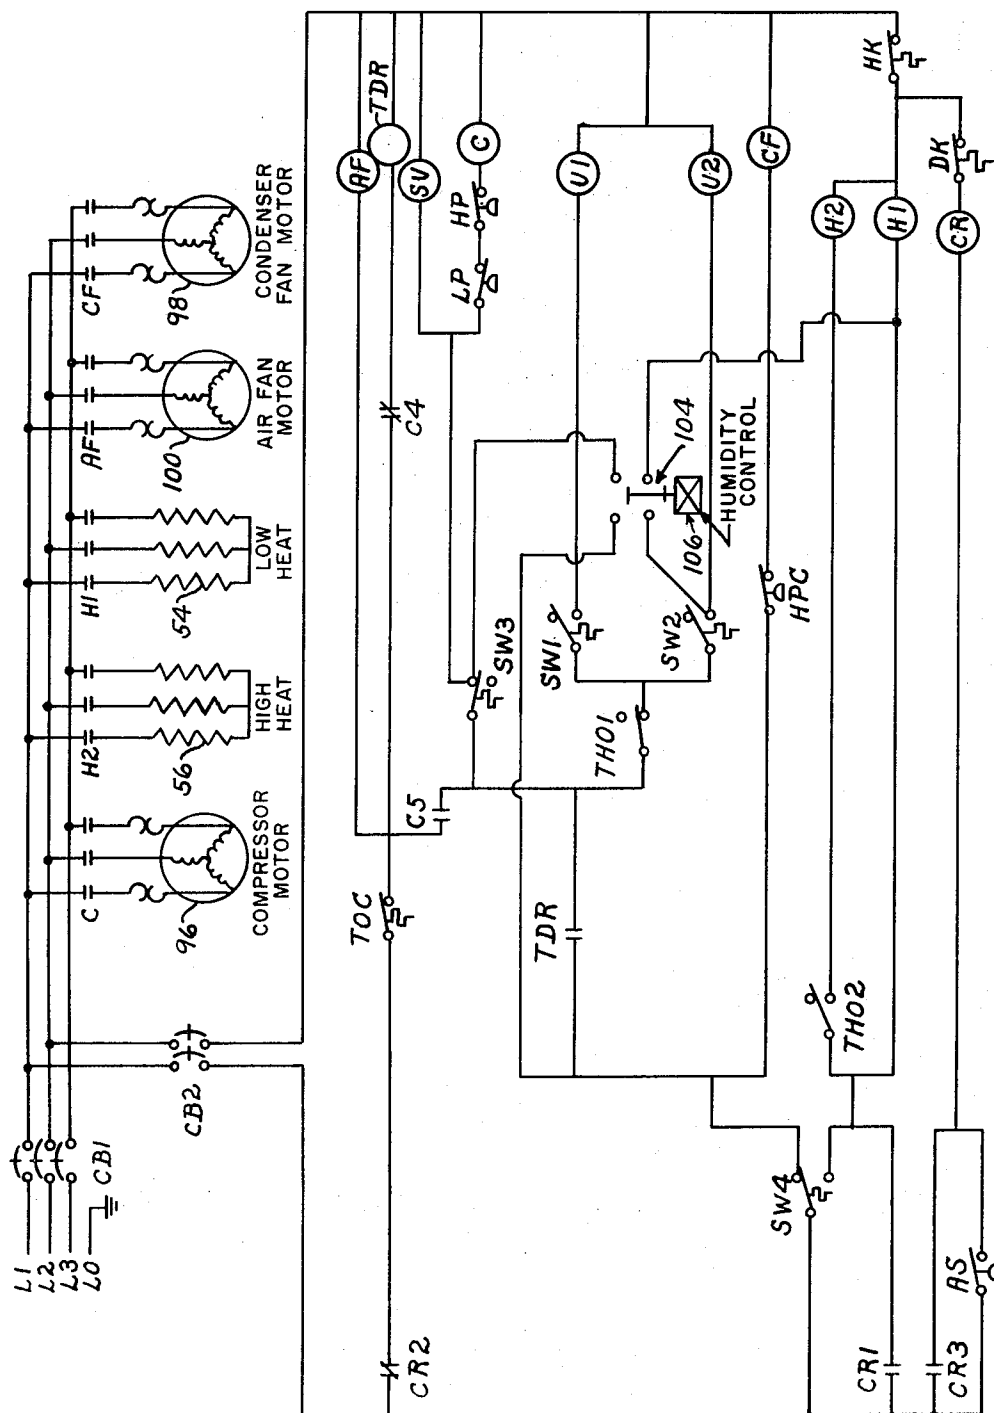 L1
L2
L3
L0
CB1
CB2
C
96
COMPRESSOR
MOTOR
H2
56
HIGH
HEAT
H1
54
LOW
HEAT
AF
100
AIR FAN
MOTOR
CF
98
CONDENSER
FAN MOTOR
CR2
TOC
C4
AF
TDR
SV
C5
LP
HP
C
SW3
TDR
THO1
SW1
U1
SW2
U2
104
106
HUMIDITY
CONTROL
HPC
CF
SW4
THO2
H2
H1
HK
CR1
CR3
AS
CR
DK